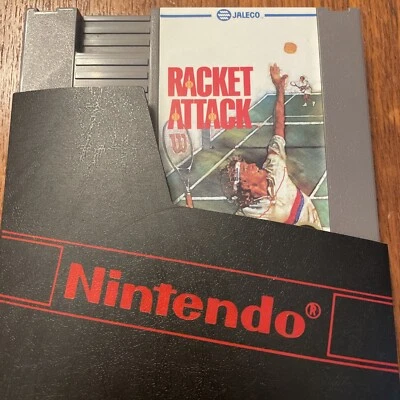 JALECO
RACKET
ATTACK
W
Nintendo®